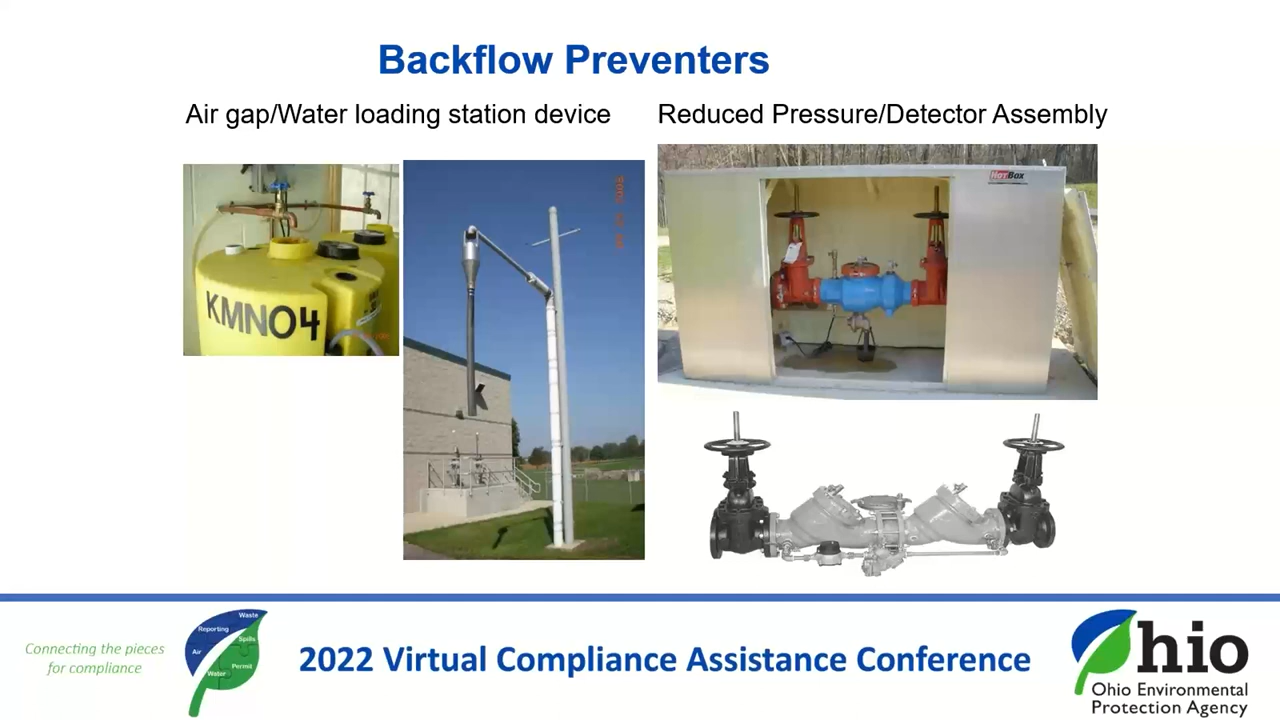 Backflow Preventers
Air gap/Water loading station device
Reduced Pressure/Detector Assembly
KMNO4
HotBox
Connecting the pieces
for compliance
Waste
Reporting
Spills
Air
Permit
Water
2022 Virtual Compliance Assistance Conference
Ohio
Ohio Environmental
Protection Agency